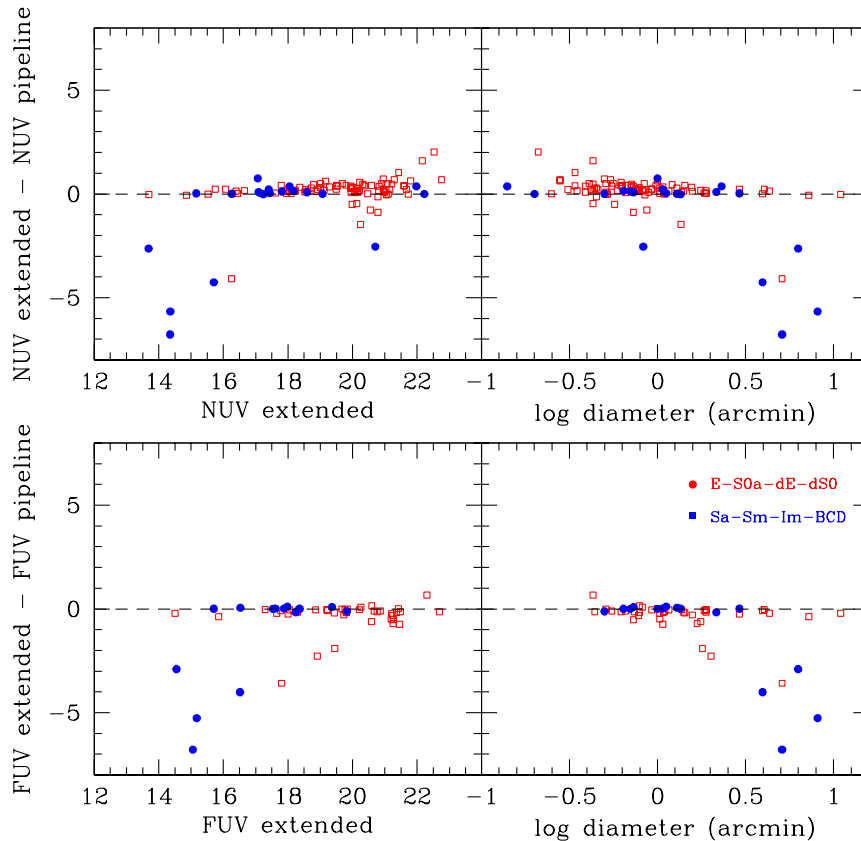 NUV extended − NUV pipeline
5
0
−5
12 14 16 18 20 22 −1 −0.5 0 0.5 1
NUV extended
log diameter (arcmin)
FUV extended − FUV pipeline
5
0
−5
E−S0a−dE−dS0
Sa−Sm−Im−BCD
12 14 16 18 20 22 −1 −0.5 0 0.5 1
FUV extended
log diameter (arcmin)